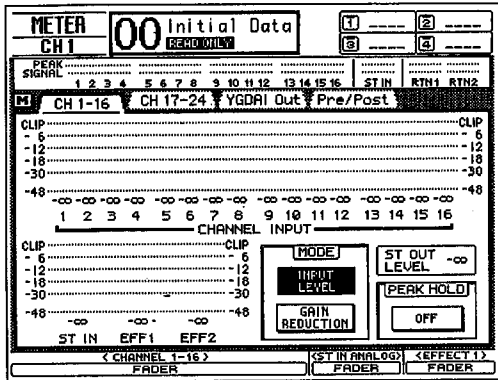 METER
CH1
00 Initial Data
READ ONLY
1 ---- 2 ----
3 ---- 4 ----
PEAK
SIGNAL
1 2 3 4 5 6 7 8 9 10 11 12 13 14 15 16 ST IN RTN1 RTN2
M CH 1-16 CH 17-24 YGDAI Out Pre/Post
CLIP CLIP
- 6 - 6
-12 -12
-18 -18
-30 -30
-48 -48
-∞ -∞ -∞ -∞ -∞ -∞ -∞ -∞ -∞ -∞ -∞ -∞ -∞ -∞ -∞ -∞
1 2 3 4 5 6 7 8 9 10 11 12 13 14 15 16
CHANNEL INPUT
CLIP CLIP
- 6 - 6
-12 -12
-18 -18
-30 -30
-48 -48
-∞ -∞ -∞
ST IN EFF1 EFF2
MODE
INPUT
LEVEL
GAIN
REDUCTION
ST OUT
LEVEL -∞
PEAK HOLD
OFF
< CHANNEL 1-16 > <ST IN ANALOG> <EFFECT 1>
FADER FADER FADER